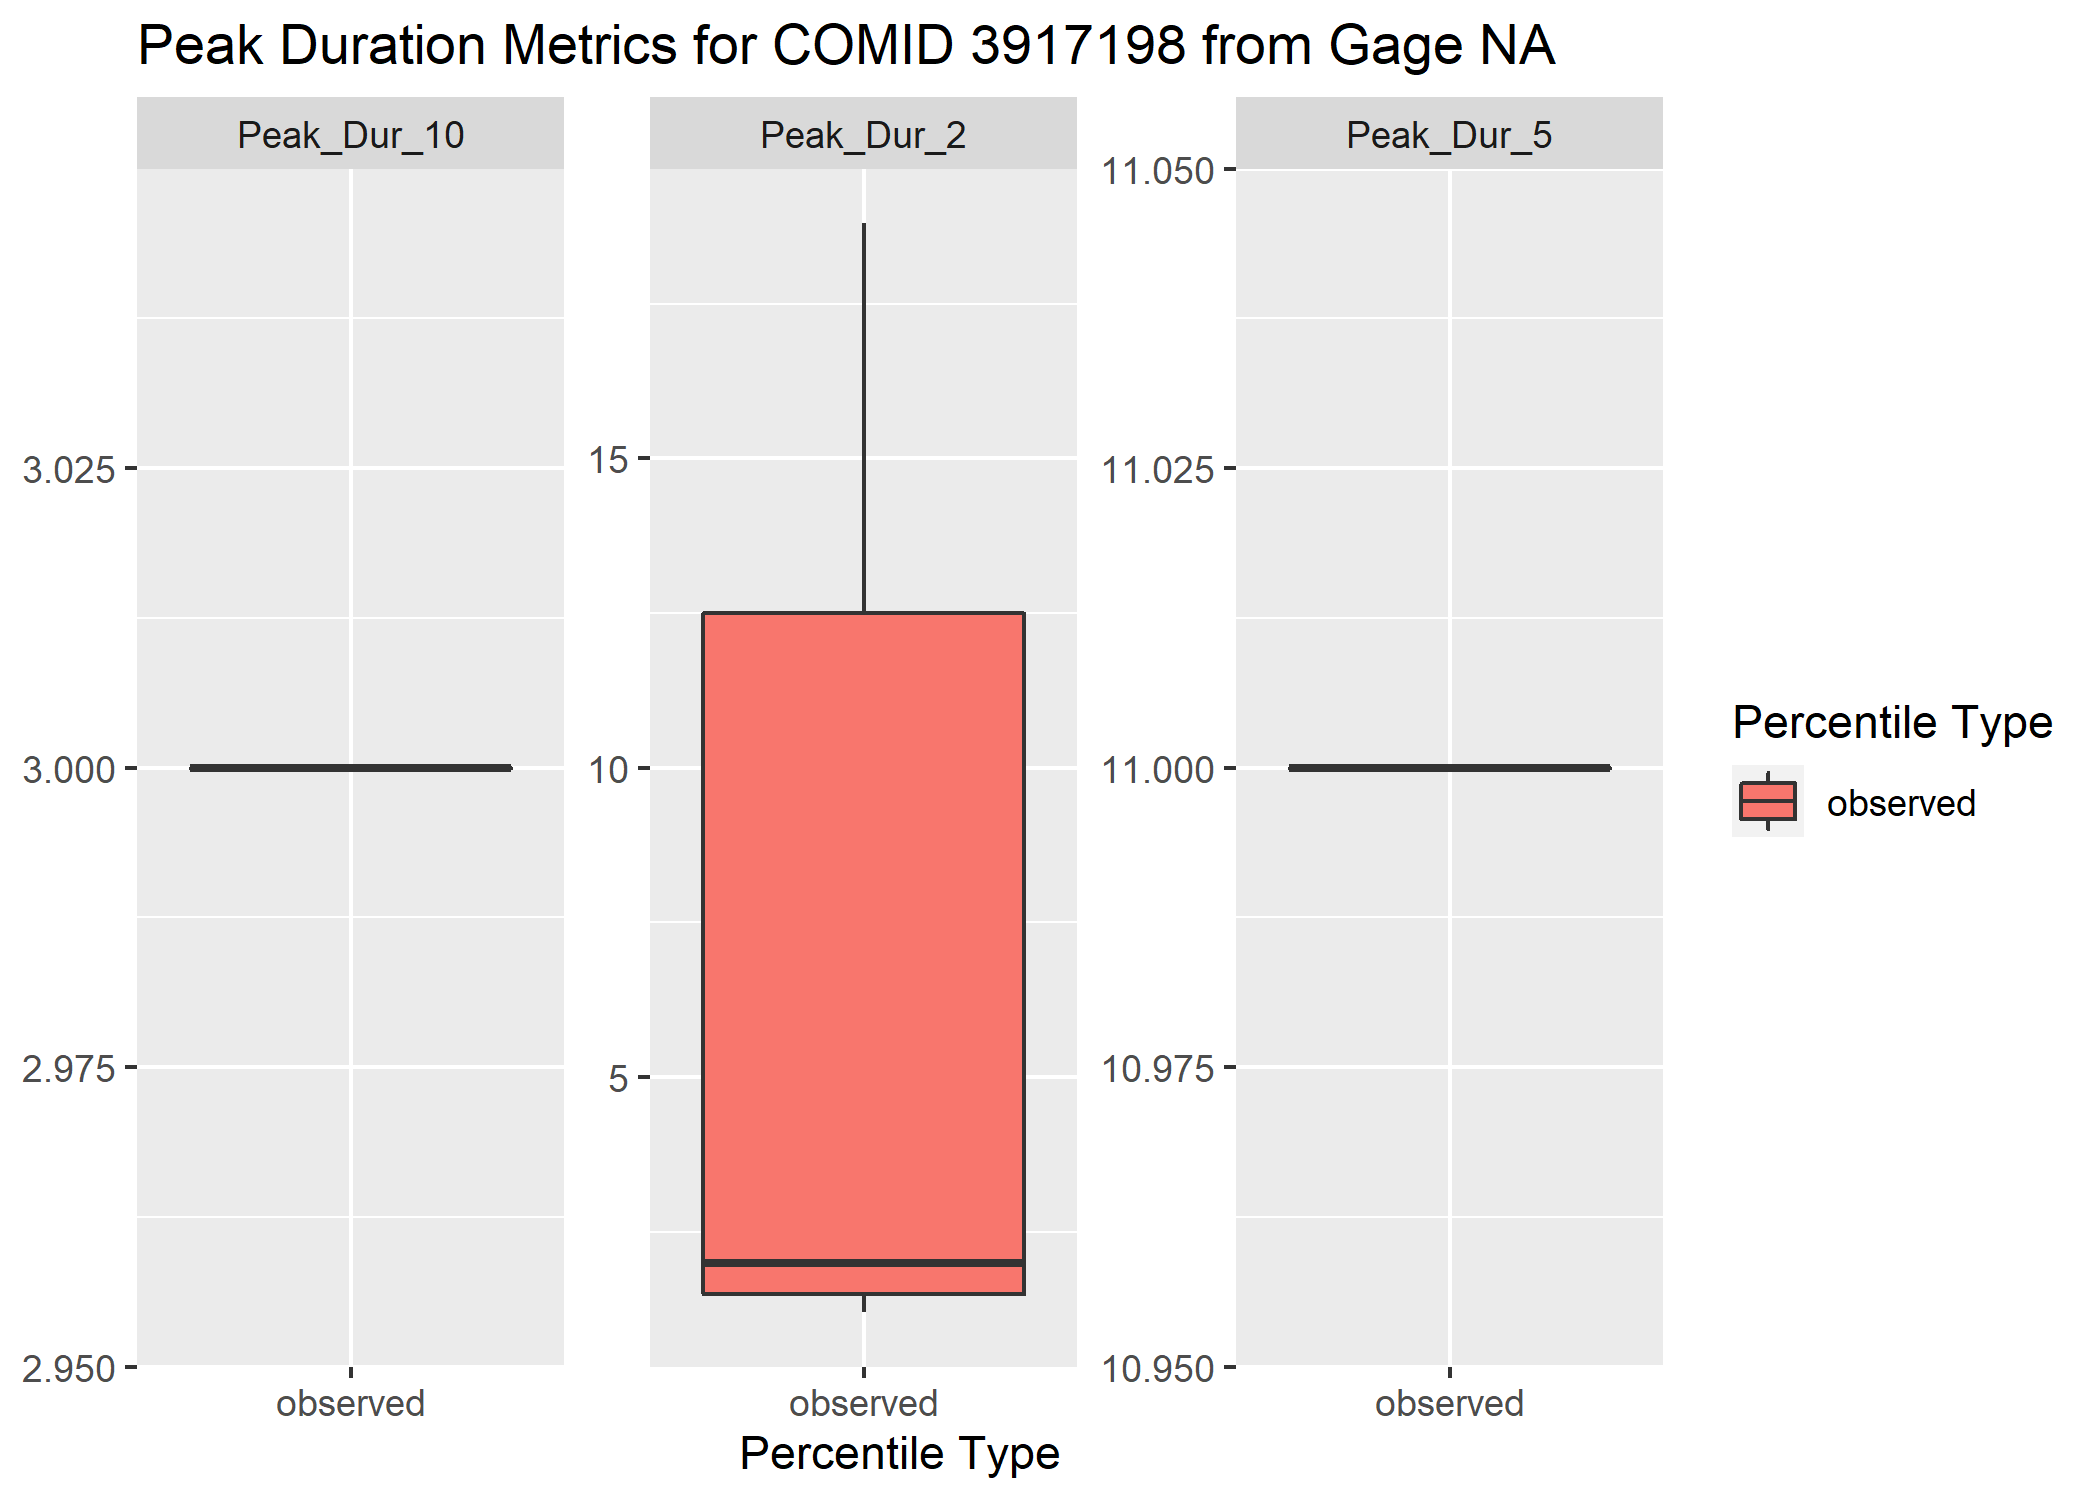 Peak Duration Metrics for COMID 3917198 from Gage NA
Peak_Dur_10
Peak_Dur_2
Peak_Dur_5
3.025
3.000
2.975
2.950
15
10
5
11.050
11.025
11.000
10.975
10.950
observed
observed
observed
Percentile Type
Percentile Type
observed